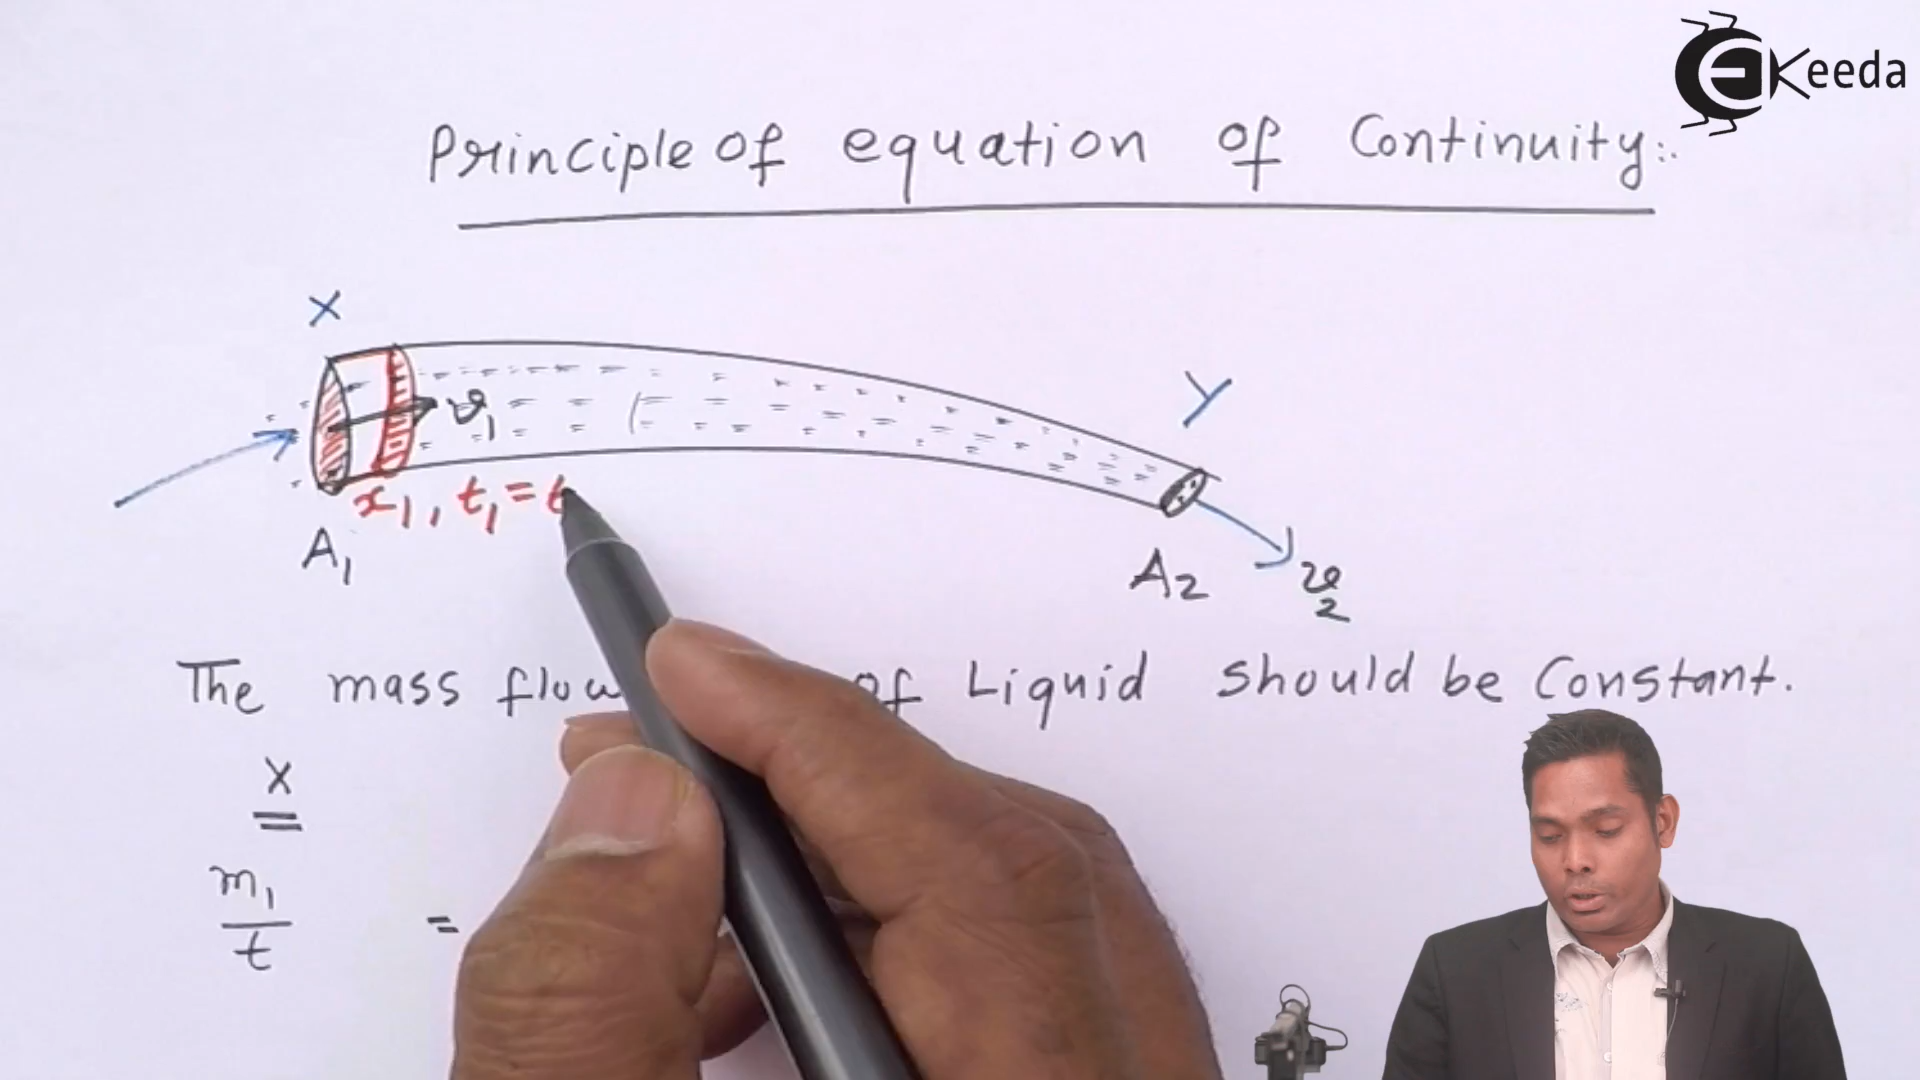 EKeeda
Principle of equation of Continuity:.
X
Y
v₁
x₁, t₁ = t
A₁
A₂
v₂
The mass flow of Liquid should be Constant.
X
m₁
t
=